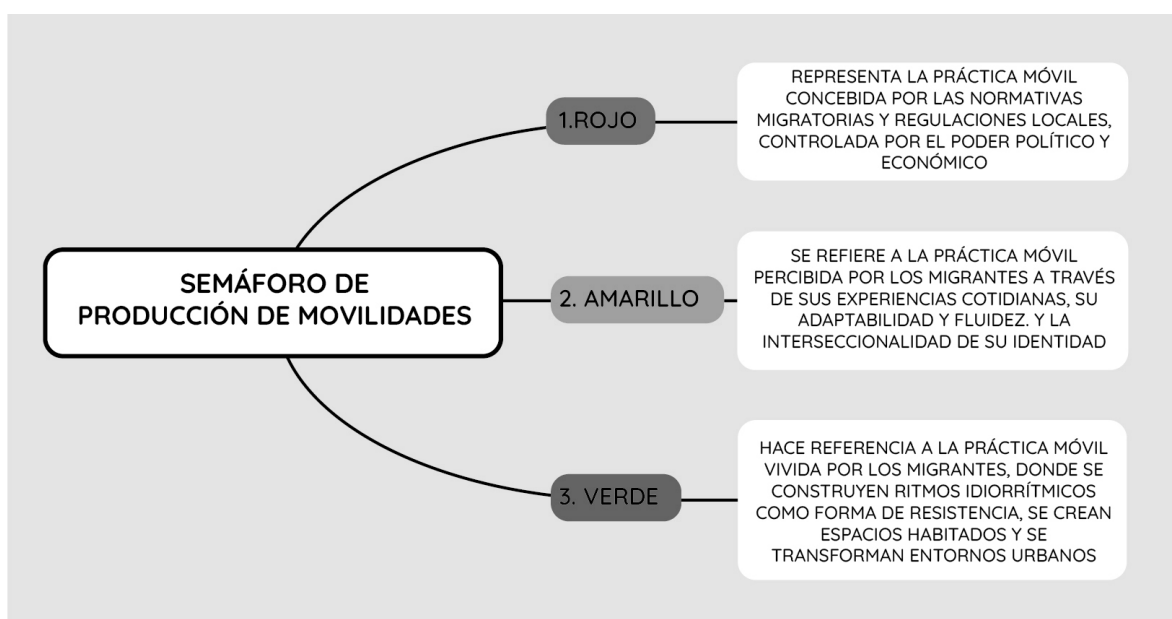 SEMÁFORO DE
PRODUCCIÓN DE MOVILIDADES
1.ROJO
REPRESENTA LA PRÁCTICA MÓVIL
CONCEBIDA POR LAS NORMATIVAS
MIGRATORIAS Y REGULACIONES LOCALES,
CONTROLADA POR EL PODER POLÍTICO Y
ECONÓMICO
2. AMARILLO
SE REFIERE A LA PRÁCTICA MÓVIL
PERCIBIDA POR LOS MIGRANTES A TRAVÉS
DE SUS EXPERIENCIAS COTIDIANAS, SU
ADAPTABILIDAD Y FLUIDEZ. Y LA
INTERSECCIONALIDAD DE SU IDENTIDAD
3. VERDE
HACE REFERENCIA A LA PRÁCTICA MÓVIL
VIVIDA POR LOS MIGRANTES, DONDE SE
CONSTRUYEN RITMOS IDIORRÍTMICOS
COMO FORMA DE RESISTENCIA, SE CREAN
ESPACIOS HABITADOS Y SE
TRANSFORMAN ENTORNOS URBANOS